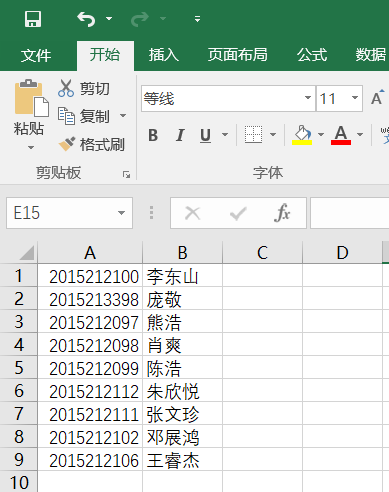 文件 开始 插入 页面布局 公式 数据
剪切
等线 11 A
粘贴 复制
B I U A
格式刷
剪贴板 字体
E15 fx
A B C D
1 2015212100 李东山
2 2015213398 庞敬
3 2015212097 熊浩
4 2015212098 肖爽
5 2015212099 陈浩
6 2015212112 朱欣悦
7 2015212111 张文珍
8 2015212102 邓展鸿
9 2015212106 王睿杰
10